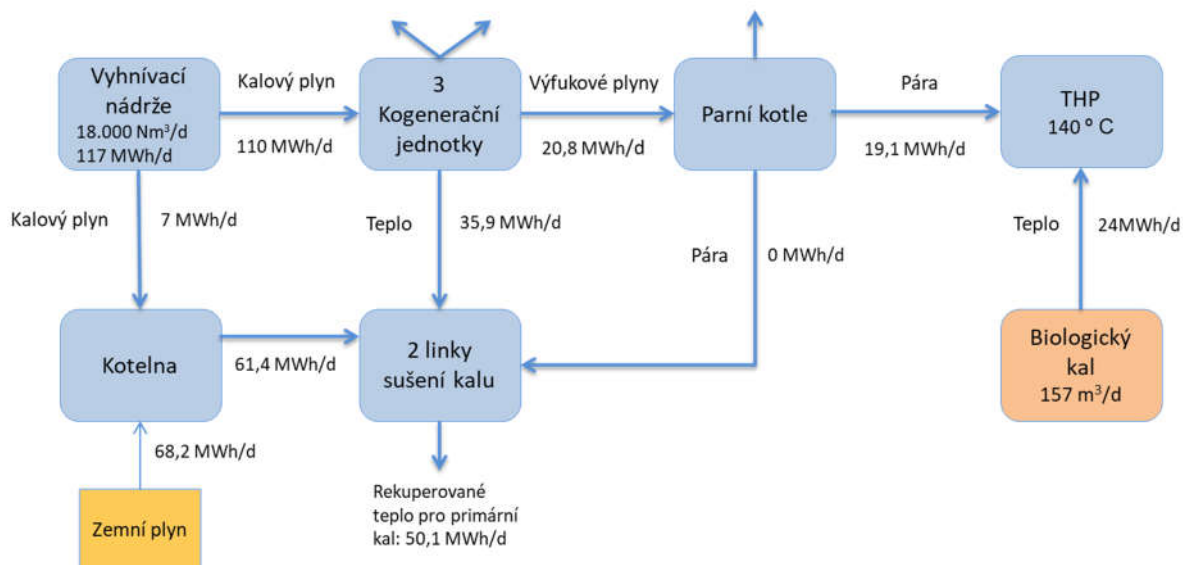 Vyhnívací
nádrže
18.000 Nm³/d
117 MWh/d
Kalový plyn
110 MWh/d
3
Kogenerační
jednotky
Výfukové plyny
20,8 MWh/d
Parní kotle
Pára
19,1 MWh/d
THP
140 ° C
Kalový plyn
7 MWh/d
Teplo
35,9 MWh/d
Pára
0 MWh/d
Teplo
24MWh/d
Kotelna
61,4 MWh/d
2 linky
sušení kalu
Biologický
kal
157 m³/d
68,2 MWh/d
Zemní plyn
Rekuperované
teplo pro primární
kal: 50,1 MWh/d